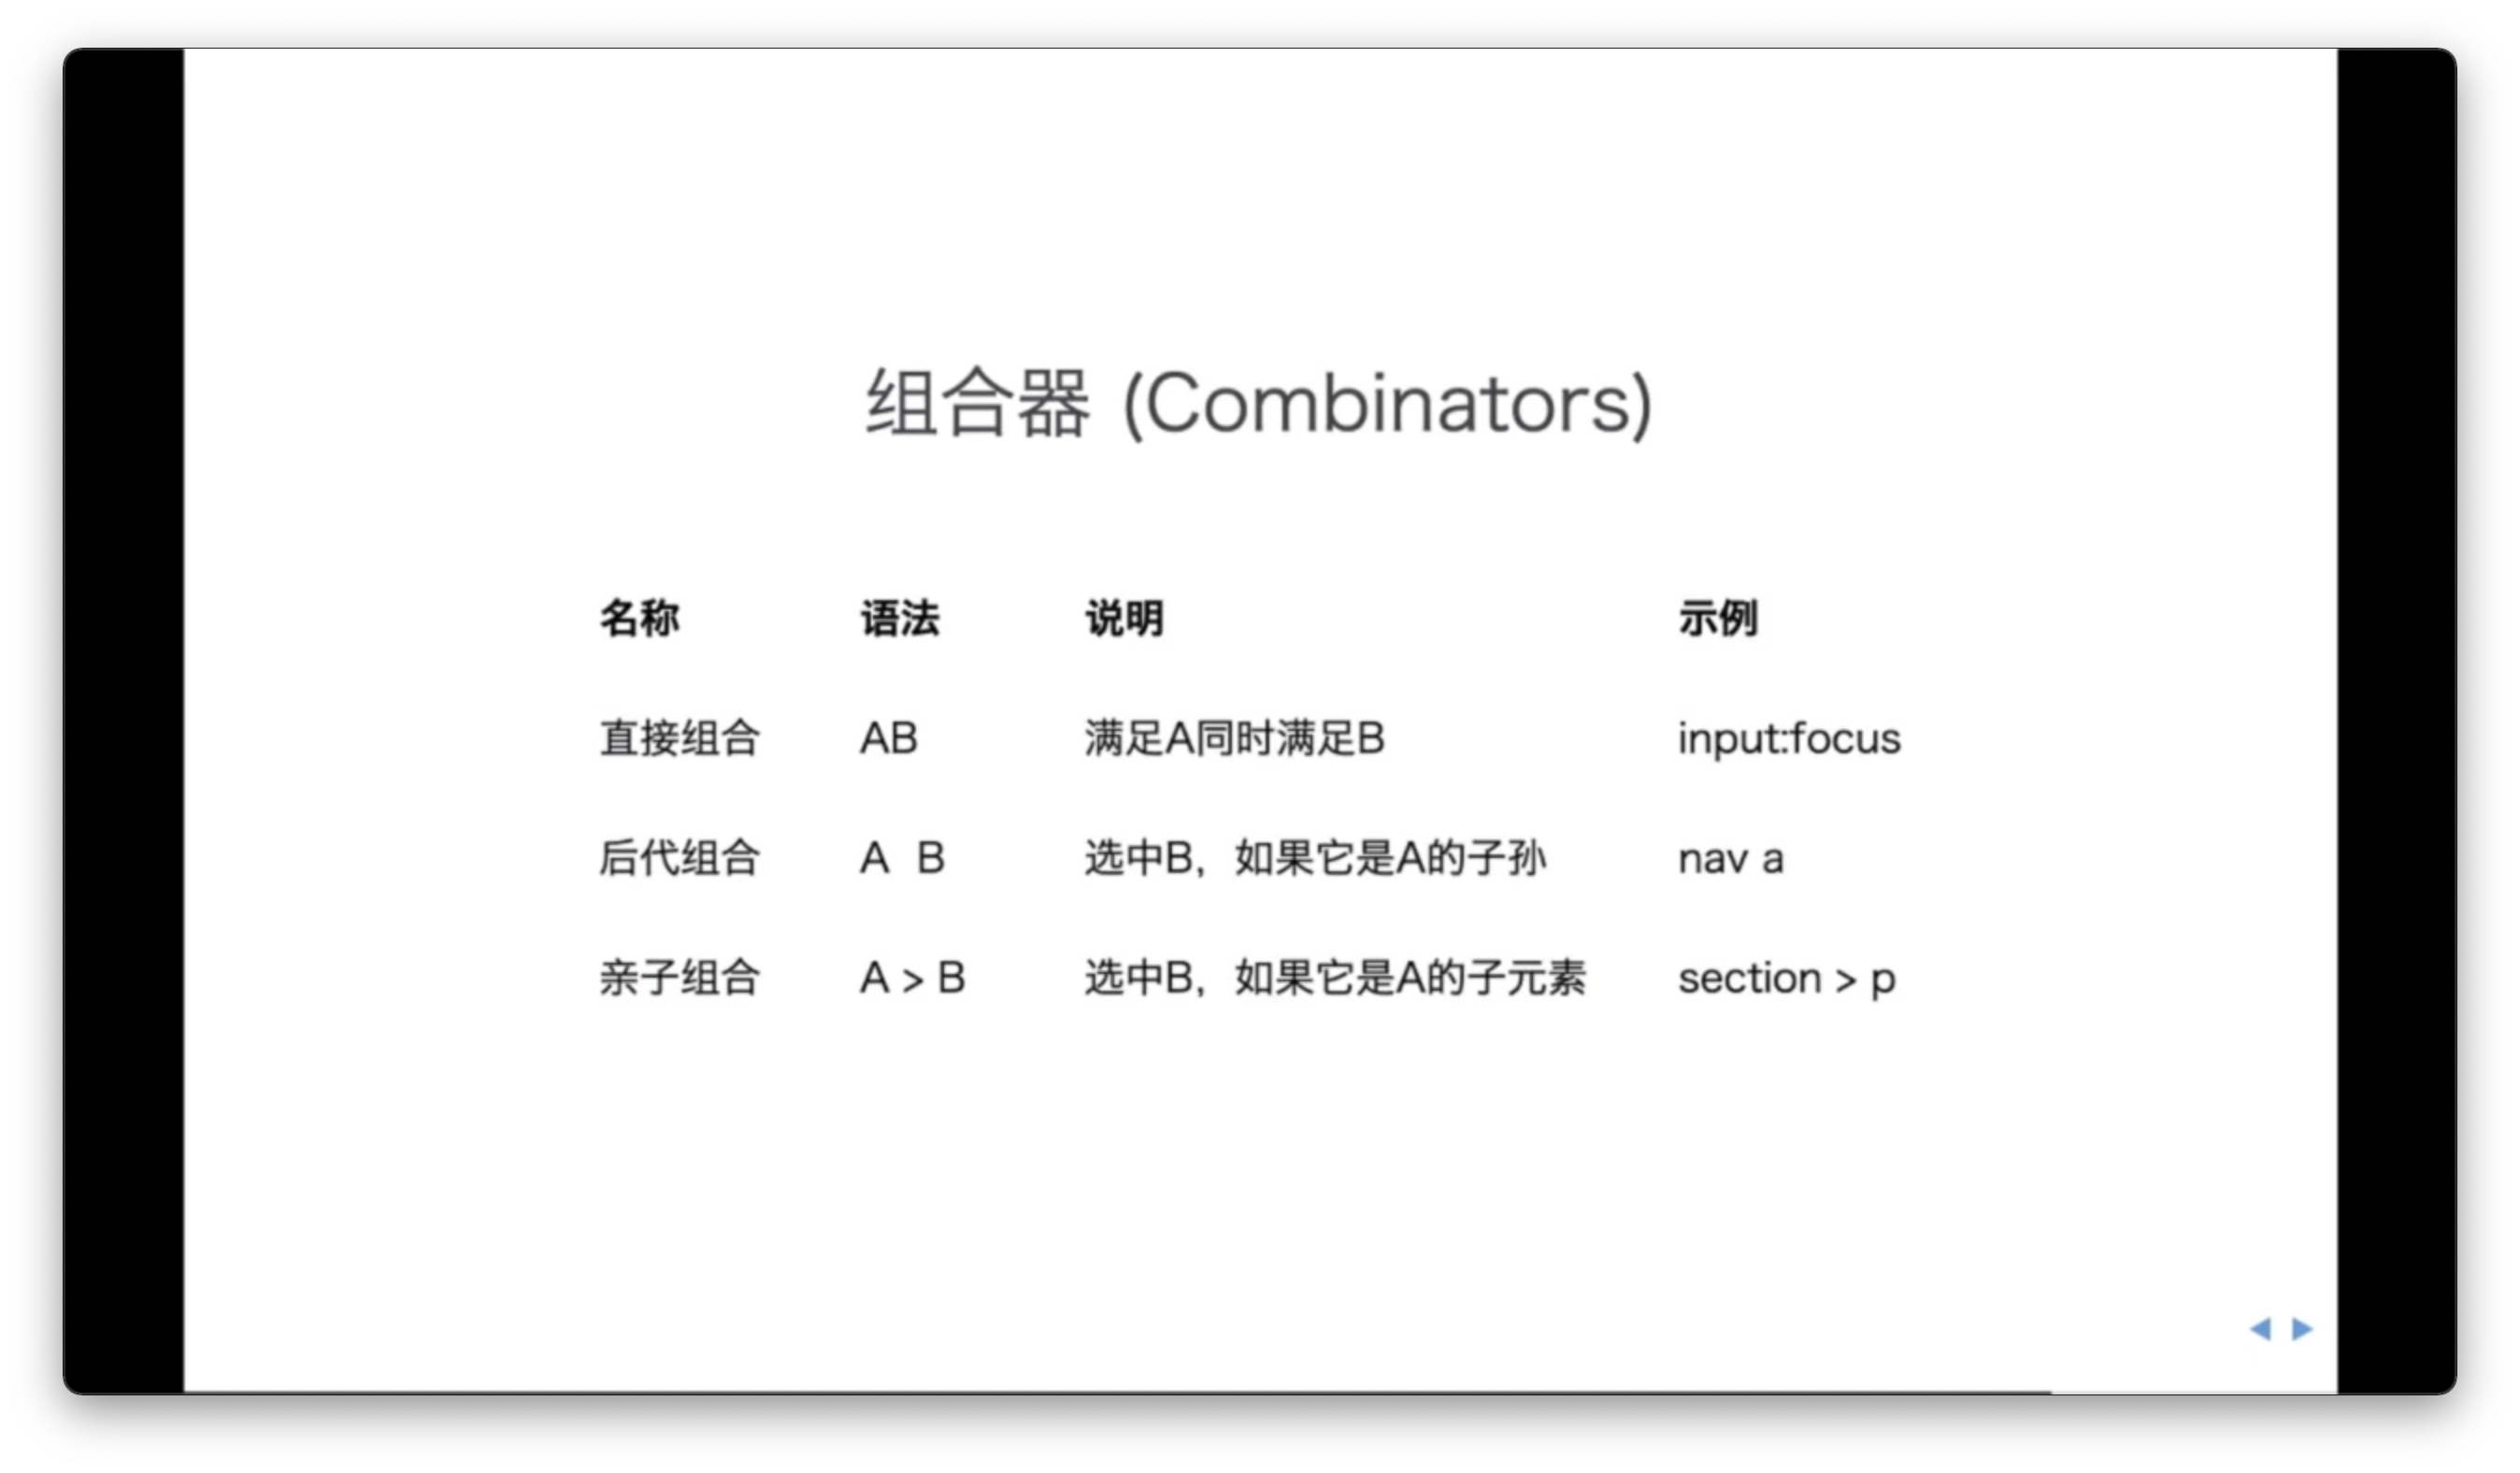 组合器 (Combinators)
名称 语法 说明 示例
直接组合 AB 满足A同时满足B input:focus
后代组合 A B 选中B，如果它是A的子孙 nav a
亲子组合 A > B 选中B，如果它是A的子元素 section > p